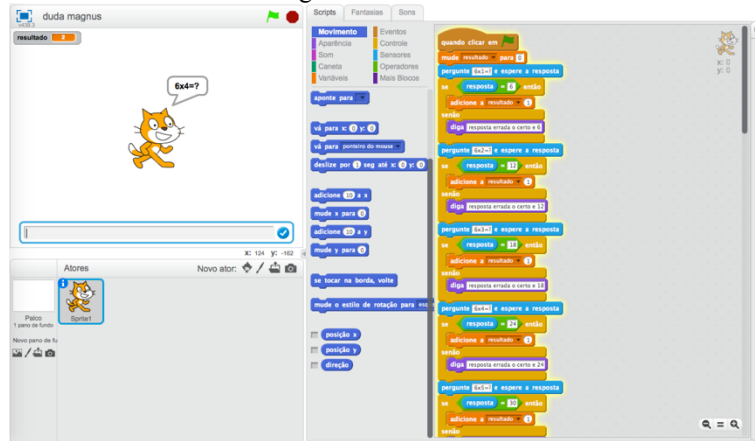 duda magnus
v439.3
resultado 2
6x4=?
x: 124 y: -162
Atores Novo ator:
Palco
1 pano de fundo
Novo pano de fu
Sprite1
Scripts Fantasias Sons
Movimento Eventos
Aparência Controle
Som Sensores
Caneta Operadores
Variáveis Mais Blocos
aponte para
vá para x: 0 y: 0
vá para ponteiro do mouse
deslize por 1 seg até x: 0 y: 0
adicione 10 a x
mude x para 0
adicione 10 a y
mude y para 0
se tocar na borda, volte
mude o estilo de rotação para
posição x
posição y
direção
quando clicar em
mude resultado para 0
pergunte 6x1=? e espere a resposta
se resposta = 6 então
adicione a resultado 1
senão
diga resposta errada o certo e 6
pergunte 6x2=? e espere a resposta
se resposta = 12 então
adicione a resultado 1
senão
diga resposta errada o certo e 12
pergunte 6x3=? e espere a resposta
se resposta = 18 então
adicione a resultado 1
senão
diga resposta errada o certo e 18
pergunte 6x4=? e espere a resposta
se resposta = 24 então
adicione a resultado 1
senão
diga resposta errada o certo e 24
pergunte 6x5=? e espere a resposta
se resposta = 30 então
adicione a resultado 1
senão
x: 0
y: 0